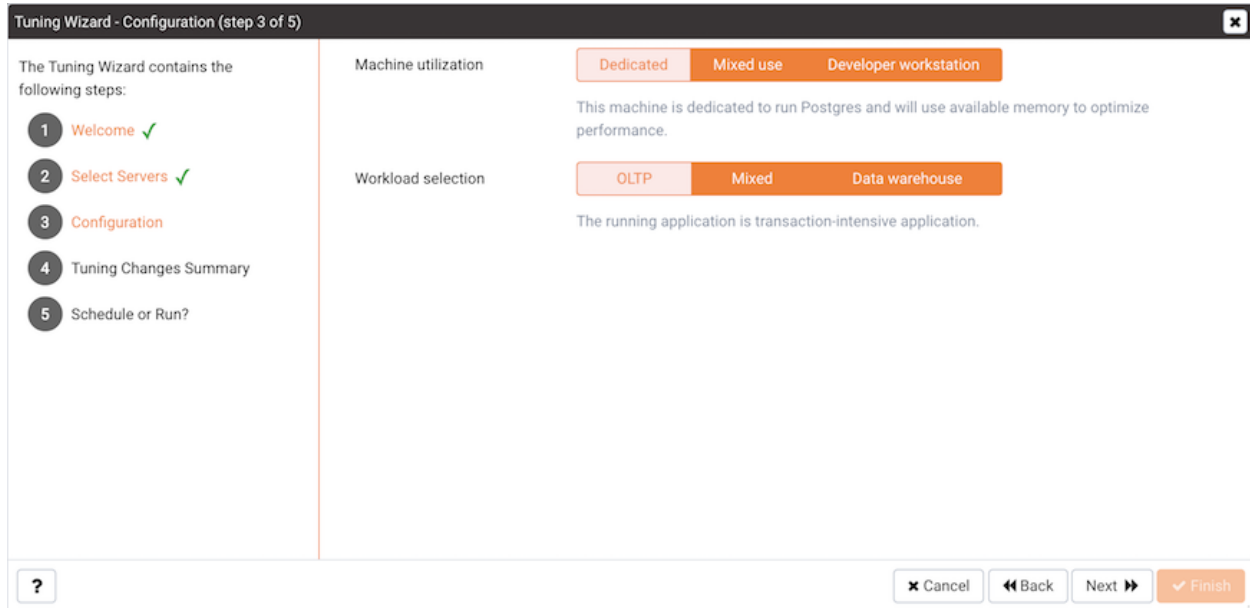 Tuning Wizard - Configuration (step 3 of 5)
The Tuning Wizard contains the
following steps:
1 Welcome
2 Select Servers
3 Configuration
4 Tuning Changes Summary
5 Schedule or Run?
Machine utilization Dedicated Mixed use Developer workstation
This machine is dedicated to run Postgres and will use available memory to optimize
performance.
Workload selection OLTP Mixed Data warehouse
The running application is transaction-intensive application.
? Cancel Back Next Finish